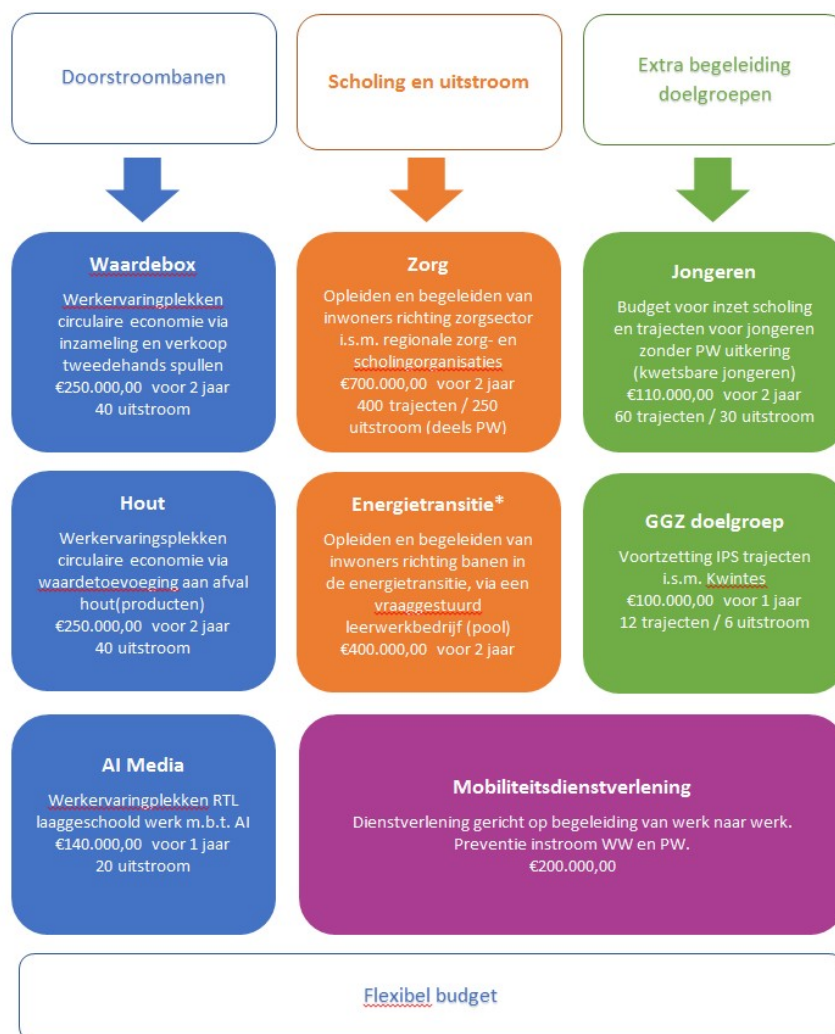 Doorstroombanen
Scholing en uitstroom
Extra begeleiding
doelgroepen
Waardebox
Werkervaringplekken
circulaire economie via
inzameling en verkoop
tweedehands spullen
€250.000,00 voor 2 jaar
40 uitstroom
Zorg
Opleiden en begeleiden van
inwoners richting zorgsector
i.s.m. regionale zorg- en
scholingorganisaties
€700.000,00 voor 2 jaar
400 trajecten / 250
uitstroom (deels PW)
Jongeren
Budget voor inzet scholing
en trajecten voor jongeren
zonder PW uitkering
(kwetsbare jongeren)
€110.000,00 voor 2 jaar
60 trajecten / 30 uitstroom
Hout
Werkervaringsplekken
circulaire economie via
waardetoevoeging aan afval
hout(producten)
€250.000,00 voor 2 jaar
40 uitstroom
Energietransitie*
Opleiden en begeleiden van
inwoners richting banen in
de energietransitie, via een
vraaggestuurd
leerwerkbedrijf (pool)
€400.000,00 voor 2 jaar
GGZ doelgroep
Voortzetting IPS trajecten
i.s.m. Kwintes
€100.000,00 voor 1 jaar
12 trajecten / 6 uitstroom
AI Media
Werkervaringplekken RTL
laaggeschoold werk m.b.t. AI
€140.000,00 voor 1 jaar
20 uitstroom
Mobiliteitsdienstverlening
Dienstverlening gericht op begeleiding van werk naar werk.
Preventie instroom WW en PW.
€200.000,00
Flexibel budget